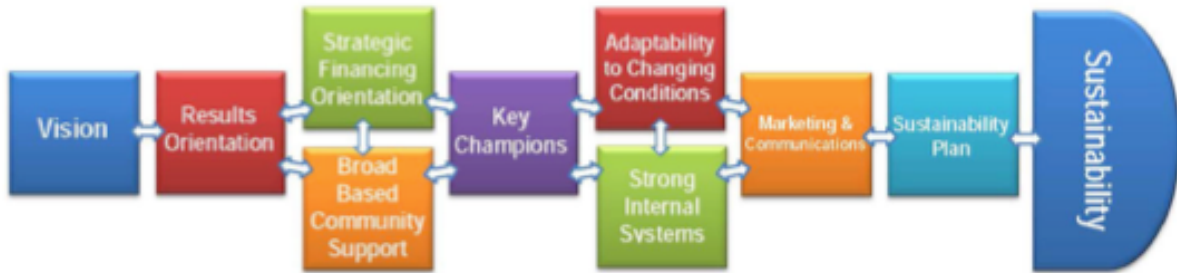 Vision
Results
Orientation
Strategic
Financing
Orientation
Broad
Based
Community
Support
Key
Champions
Adaptability
to Changing
Conditions
Strong
Internal
Systems
Marketing &
Communications
Sustainability
Plan
Sustainability